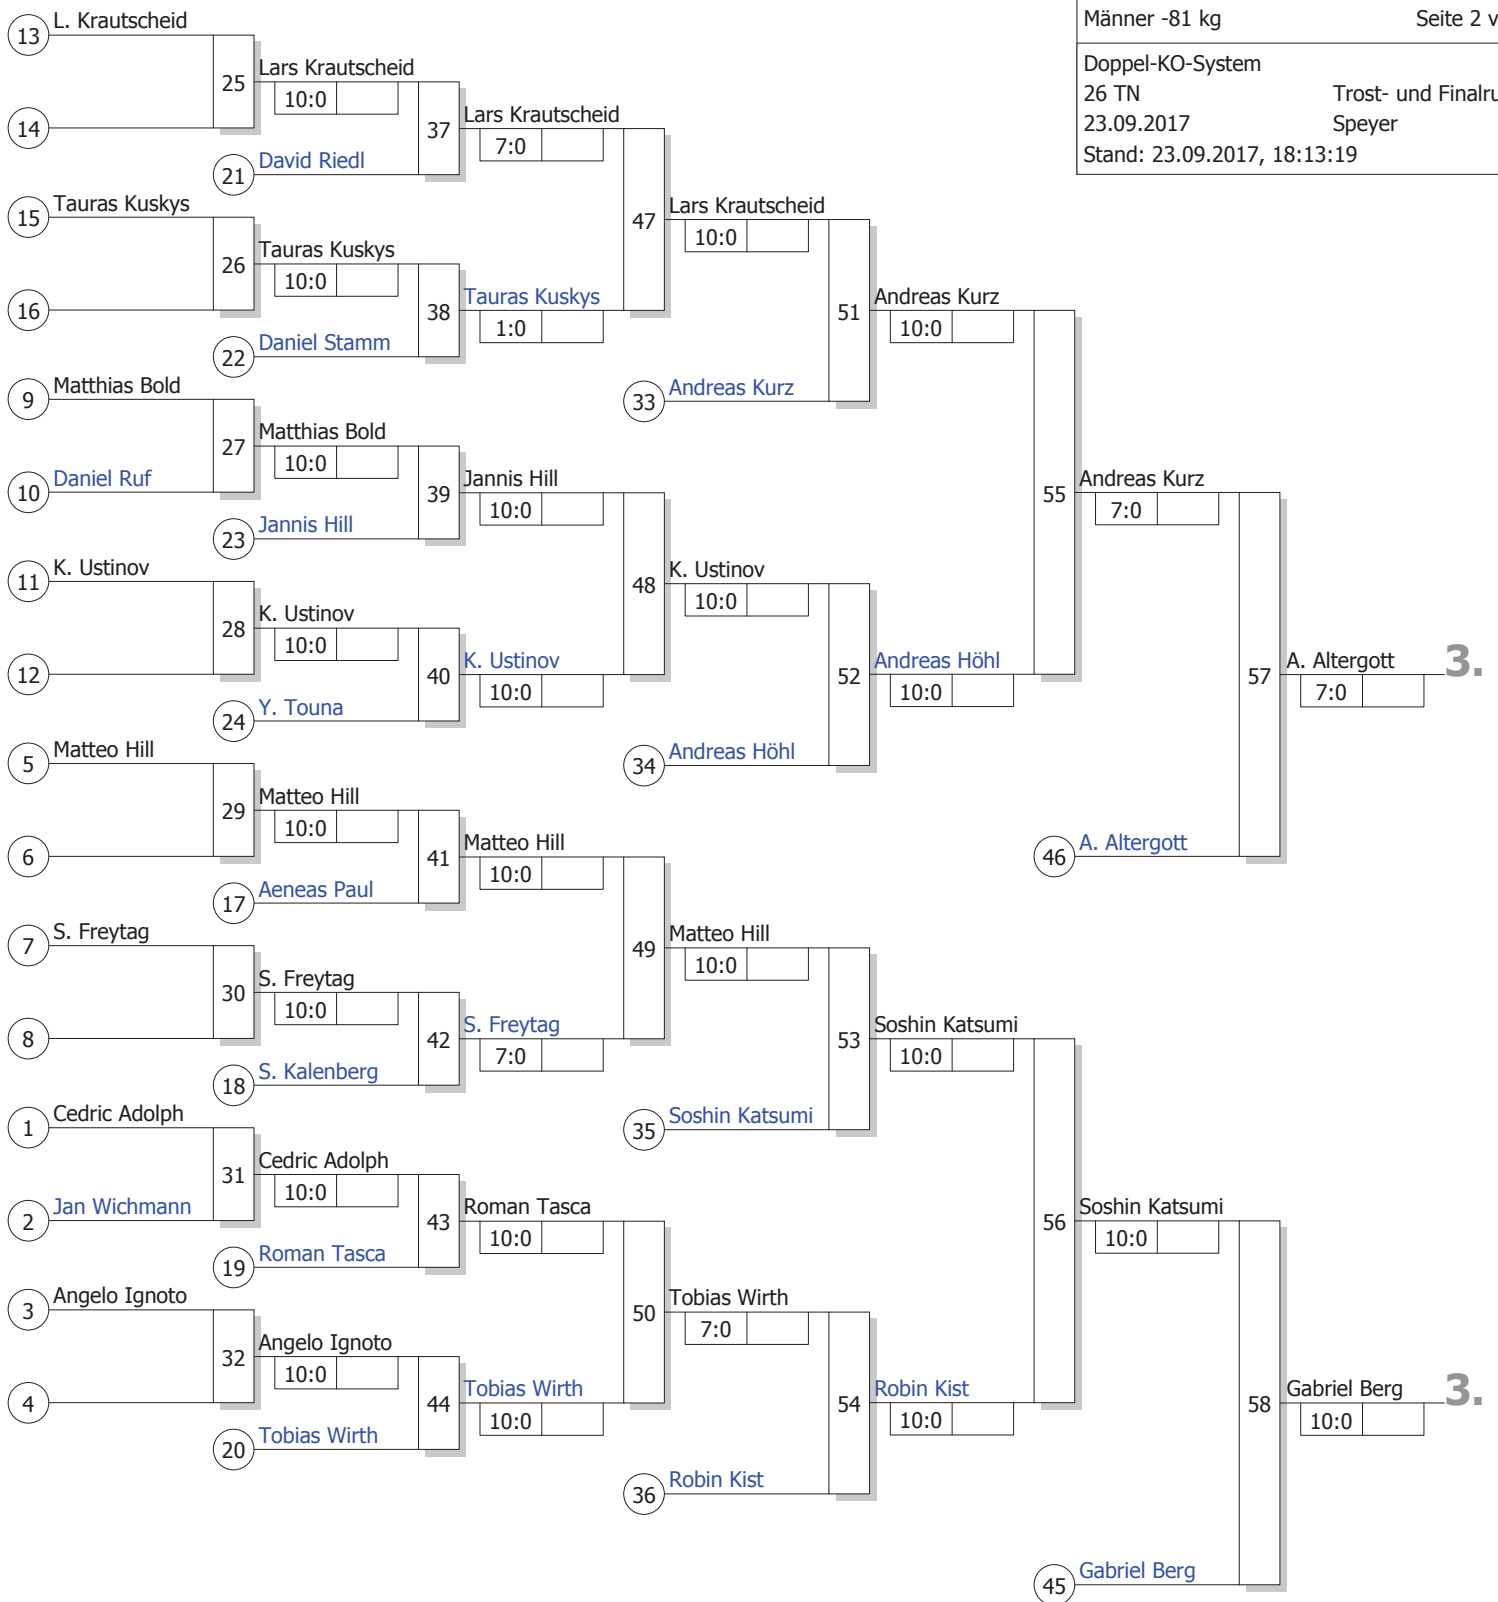 Männer -81 kg Seite 2 v
Doppel-KO-System
26 TN Trost- und Finalru
23.09.2017 Speyer
Stand: 23.09.2017, 18:13:19
13 L. Krautscheid
14
25 Lars Krautscheid
10:0
21 David Riedl
37 Lars Krautscheid
7:0
15 Tauras Kuskys
16
26 Tauras Kuskys
10:0
22 Daniel Stamm
38 Tauras Kuskys
1:0
47 Lars Krautscheid
10:0
33 Andreas Kurz
51 Andreas Kurz
10:0
9 Matthias Bold
10 Daniel Ruf
27 Matthias Bold
10:0
23 Jannis Hill
39 Jannis Hill
10:0
11 K. Ustinov
12
28 K. Ustinov
10:0
24 Y. Touna
40 K. Ustinov
10:0
48 K. Ustinov
10:0
34 Andreas Höhl
52 Andreas Höhl
10:0
55 Andreas Kurz
7:0
46 A. Altergott
57 A. Altergott 3.
7:0
5 Matteo Hill
6
29 Matteo Hill
10:0
17 Aeneas Paul
41 Matteo Hill
10:0
7 S. Freytag
8
30 S. Freytag
10:0
18 S. Kalenberg
42 S. Freytag
7:0
49 Matteo Hill
10:0
35 Soshin Katsumi
53 Soshin Katsumi
10:0
1 Cedric Adolph
2 Jan Wichmann
31 Cedric Adolph
10:0
19 Roman Tasca
43 Roman Tasca
10:0
3 Angelo Ignoto
4
32 Angelo Ignoto
10:0
20 Tobias Wirth
44 Tobias Wirth
10:0
50 Tobias Wirth
7:0
36 Robin Kist
54 Robin Kist
10:0
56 Soshin Katsumi
10:0
45 Gabriel Berg
58 Gabriel Berg 3.
10:0